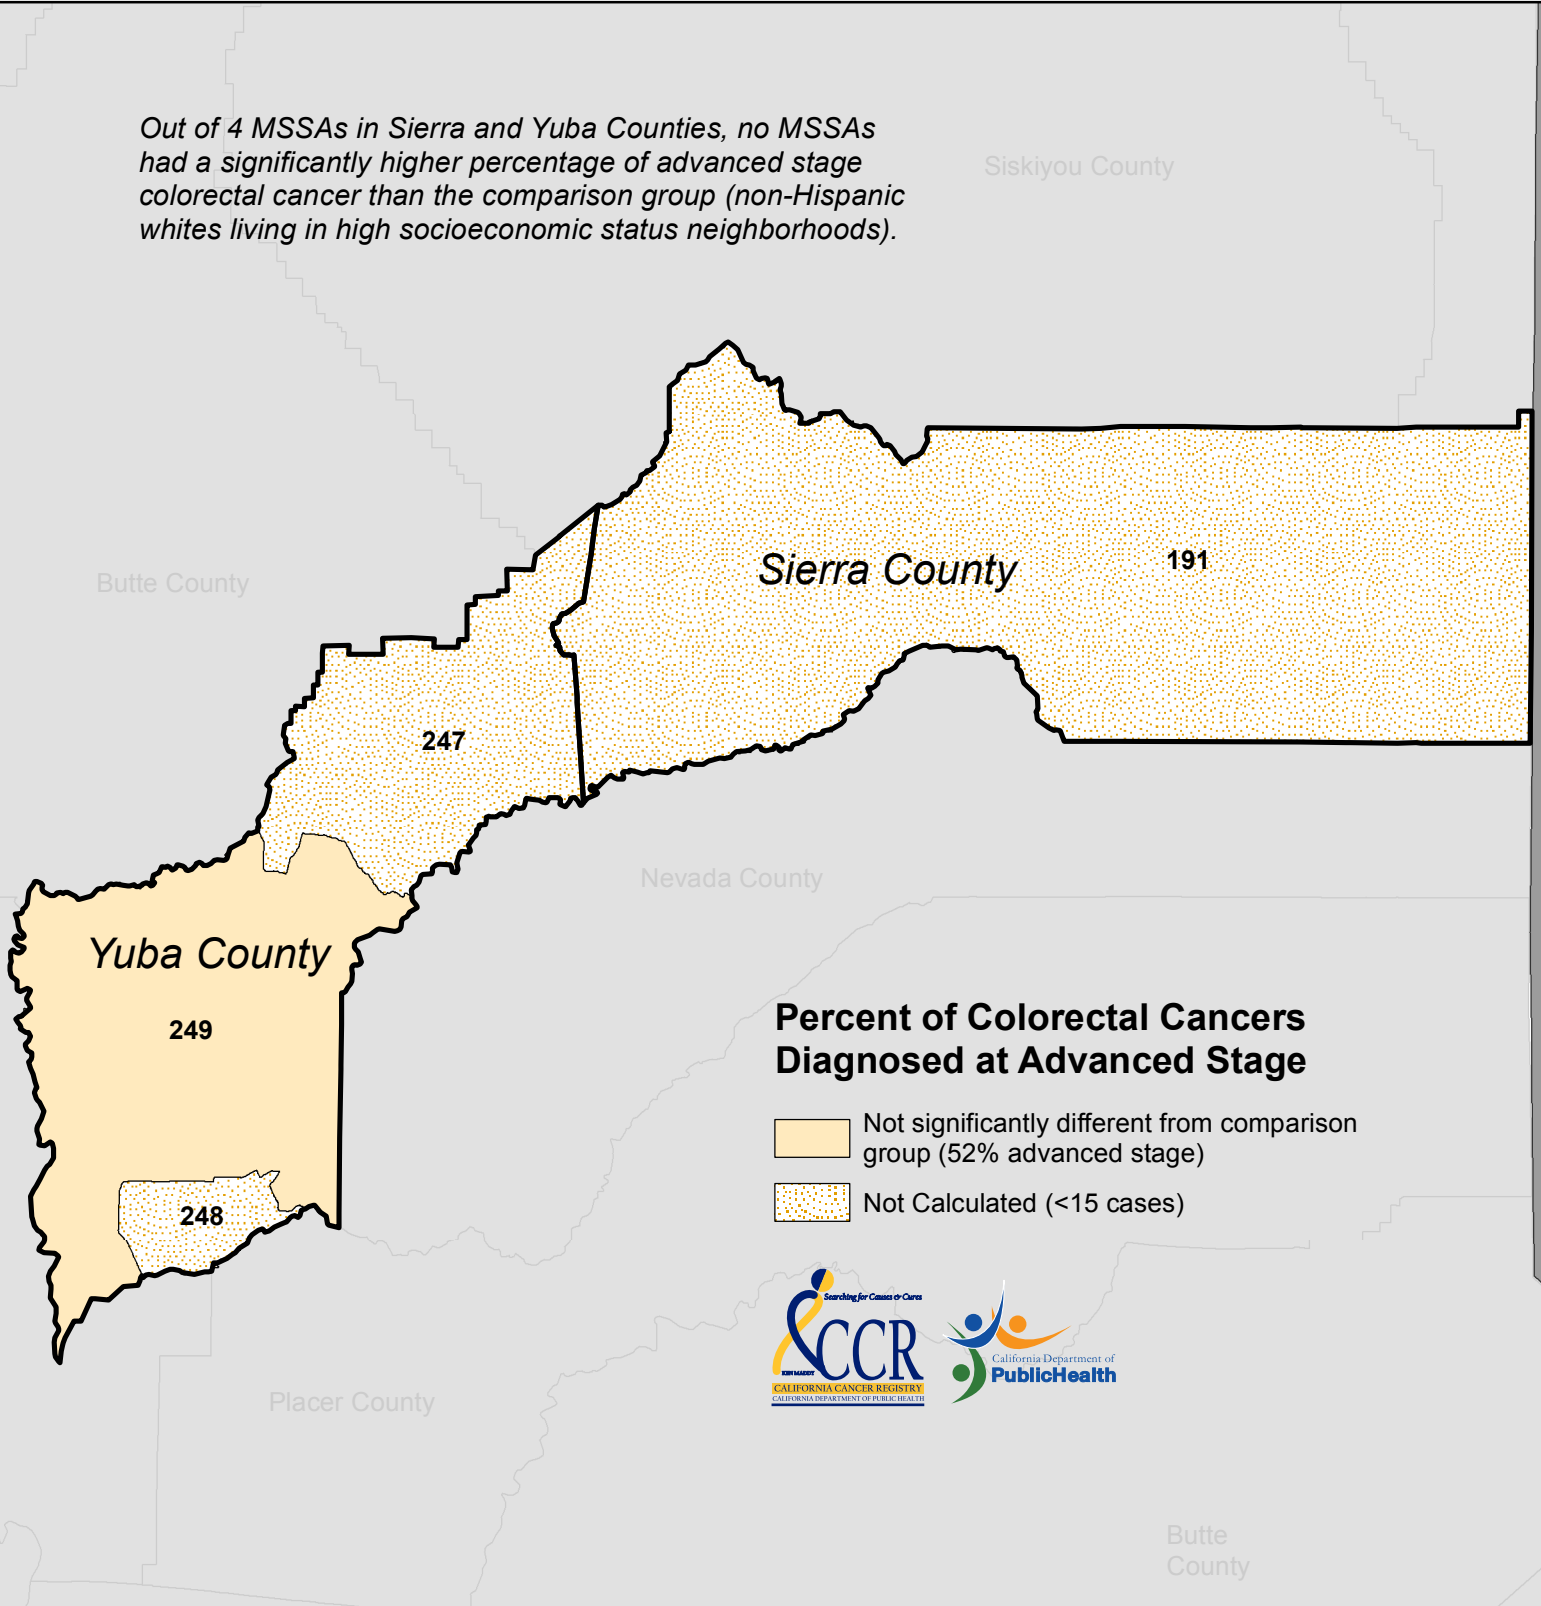 Out of 4 MSSAs in Sierra and Yuba Counties, no MSSAs
had a significantly higher percentage of advanced stage
colorectal cancer than the comparison group (non-Hispanic
whites living in high socioeconomic status neighborhoods).
Siskiyou County
Sierra County
191
Butte County
247
Nevada County
Yuba County
249
248
Percent of Colorectal Cancers
Diagnosed at Advanced Stage
Not significantly different from comparison
group (52% advanced stage)
Not Calculated (<15 cases)
Searching for Causes & Cures
CCR
KEN MADDY
CALIFORNIA CANCER REGISTRY
CALIFORNIA DEPARTMENT OF PUBLIC HEALTH
California Department of
PublicHealth
Placer County
Butte
County